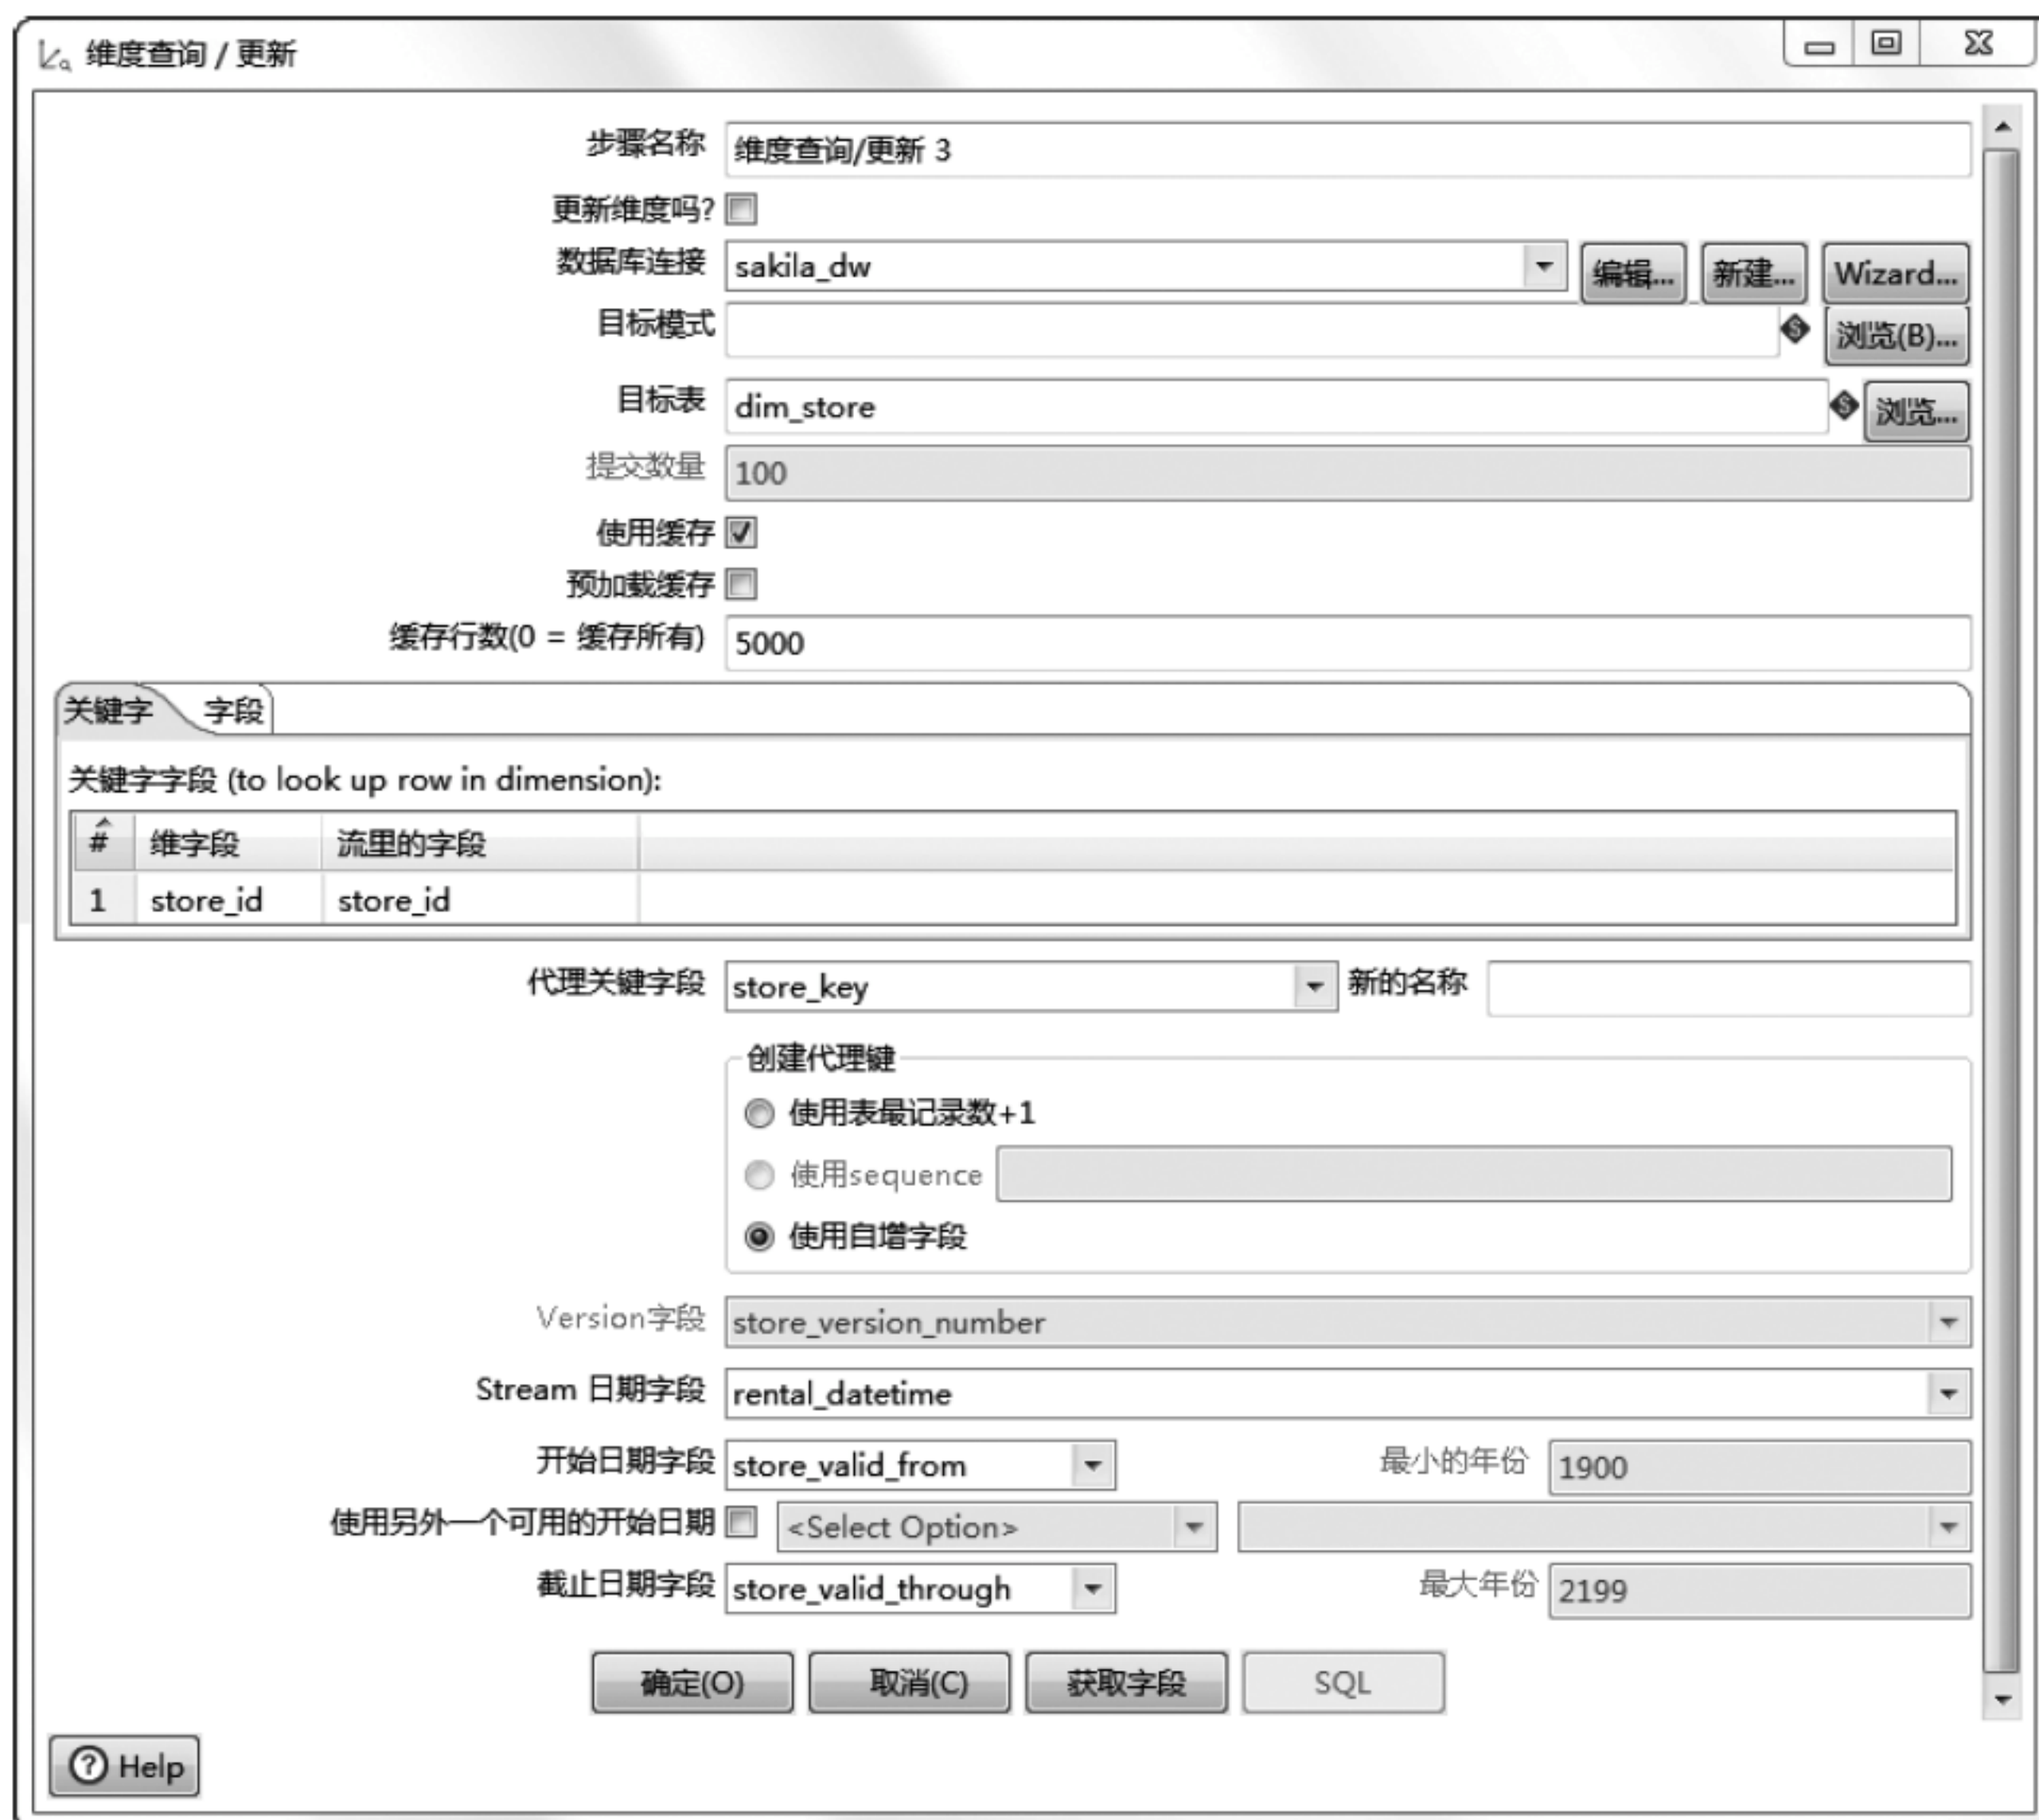 维度查询 / 更新
步骤名称 维度查询/更新 3
更新维度吗?
数据库连接 sakila_dw 编辑... 新建... Wizard...
目标模式 浏览(B)...
目标表 dim_store 浏览...
提交数量 100
使用缓存
预加载缓存
缓存行数(0 = 缓存所有) 5000
关键字 字段
关键字字段 (to look up row in dimension):
# 维字段 流里的字段
1 store_id store_id
代理关键字段 store_key 新的名称
创建代理键
使用表最记录数+1
使用sequence
使用自增字段
Version字段 store_version_number
Stream 日期字段 rental_datetime
开始日期字段 store_valid_from 最小的年份 1900
使用另外一个可用的开始日期 <Select Option>
截止日期字段 store_valid_through 最大年份 2199
确定(O) 取消(C) 获取字段 SQL
Help